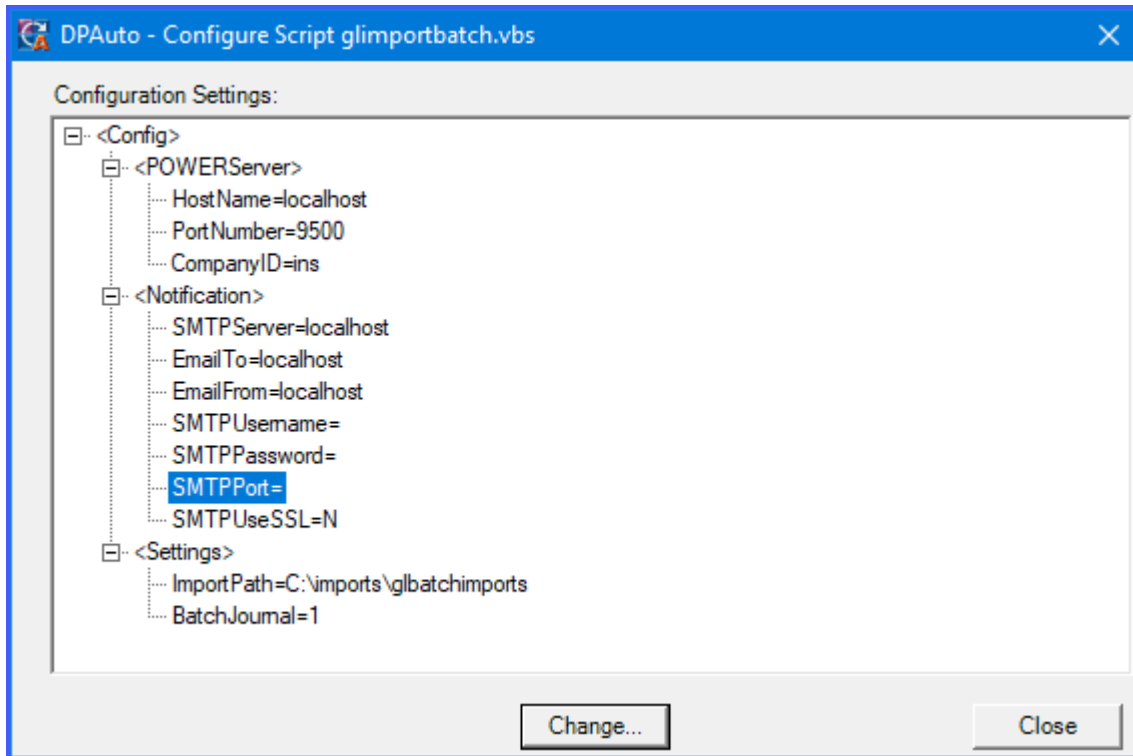 DPAuto - Configure Script glimportbatch.vbs
Configuration Settings:
<Config>
<POWERServer>
HostName=localhost
PortNumber=9500
CompanyID=ins
<Notification>
SMTPServer=localhost
EmailTo=localhost
EmailFrom=localhost
SMTPUsername=
SMTPPassword=
SMTPPort=
SMTPUseSSL=N
<Settings>
ImportPath=C:\imports\glbatchimports
BatchJournal=1
Change...
Close